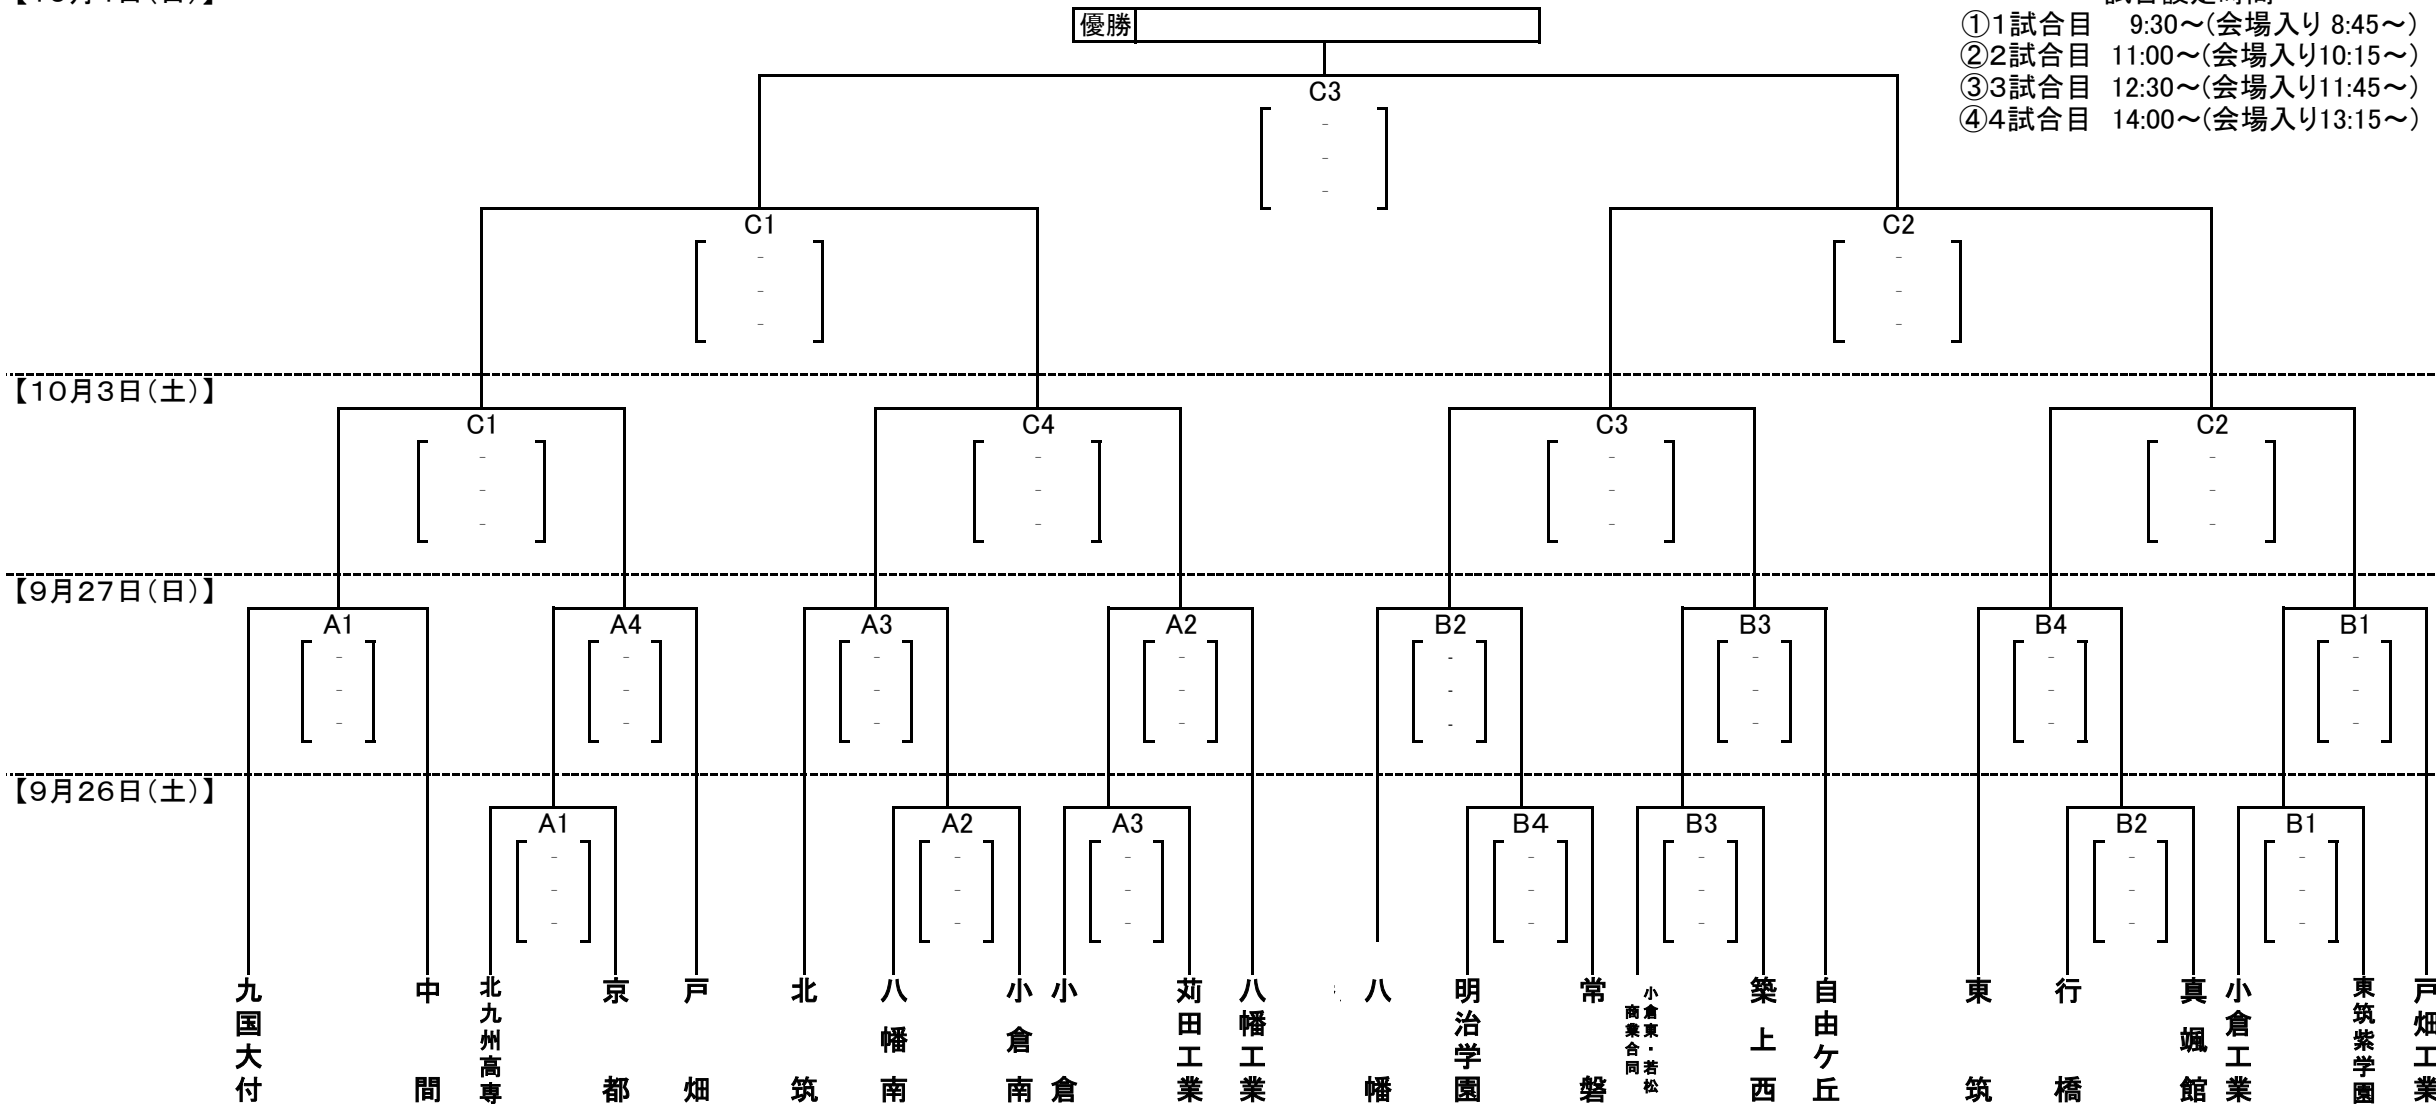 優勝
①1試合目 9:30～(会場入り 8:45～)
②2試合目 11:00～(会場入り10:15～)
③3試合目 12:30～(会場入り11:45～)
④4試合目 14:00～(会場入り13:15～)
C3
-
-
-
C1
C2
- -
- -
- -
【10月3日(土)】
C1
C4
C3
C2
- - - -
- - - -
- - - -
【9月27日(日)】
A1
A4
A3
A2
B2
B3
B4
B1
- - - - - - - -
- - - - - - - -
- - - - - - - -
【9月26日(土)】
A1
A2
A3
B4
B3
B2
B1
- - - - - - -
- - - - - - -
- - - - - - -
九国大付
中間
北九州高専
京都
戸畑
北筑
八幡南
小倉南
小倉
苅田工業
八幡工業
八幡
明治学園
常磐
小倉東・若松
商業合同
築上西
自由ケ丘
東筑
行橋
真颯館
小倉工業
東筑紫学園
戸畑工業